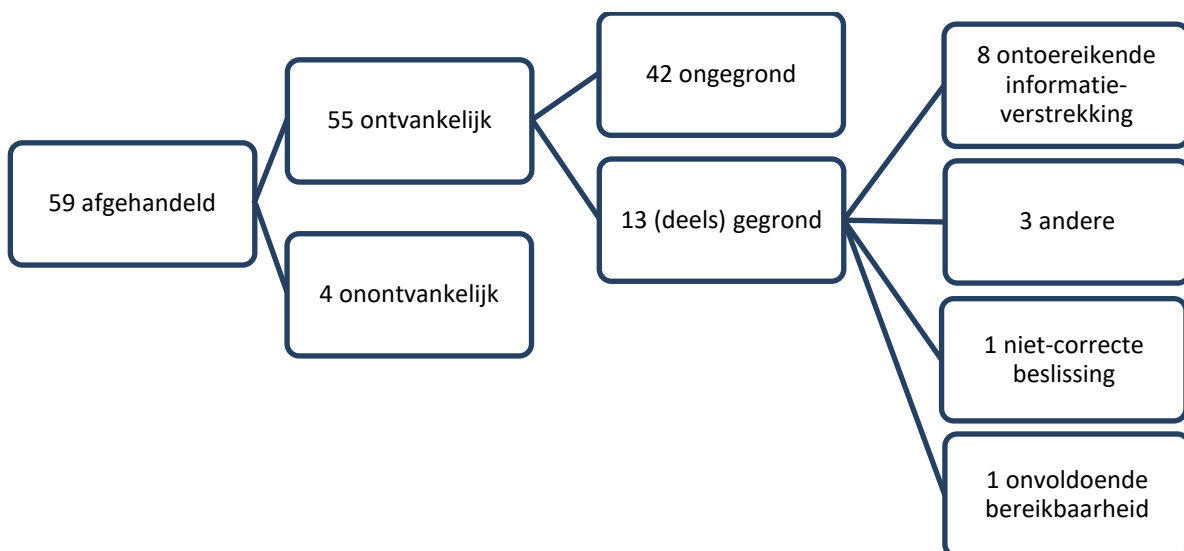 59 afgehandeld
55 ontvankelijk
4 onontvankelijk
42 ongegrond
13 (deels) gegrond
8 ontoereikende
informatie-
verstrekking
3 andere
1 niet-correcte
beslissing
1 onvoldoende
bereikbaarheid